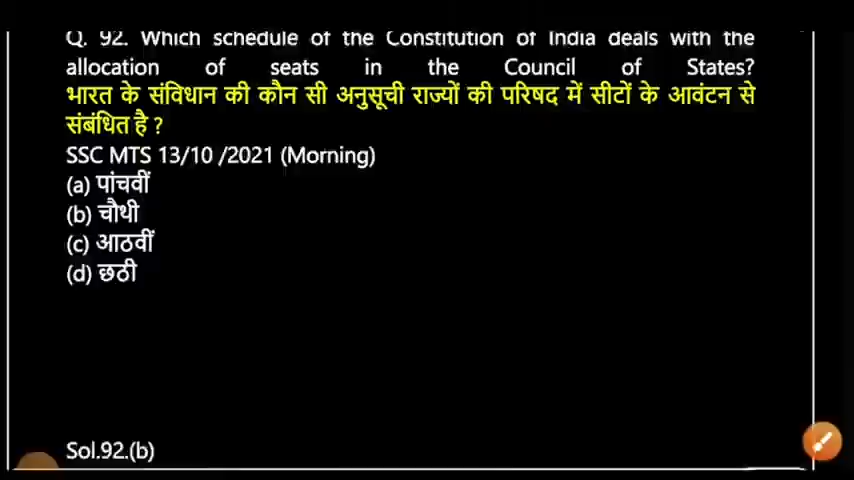 Q. 92. Which schedule of the Constitution of India deals with the
allocation of seats in the Council of States?
भारत के संविधान की कौन सी अनुसूची राज्यों की परिषद में सीटों के आवंटन से
संबंधित है ?
SSC MTS 13/10 /2021 (Morning)
(a) पांचवीं
(b) चौथी
(c) आठवीं
(d) छठी
Sol.92.(b)